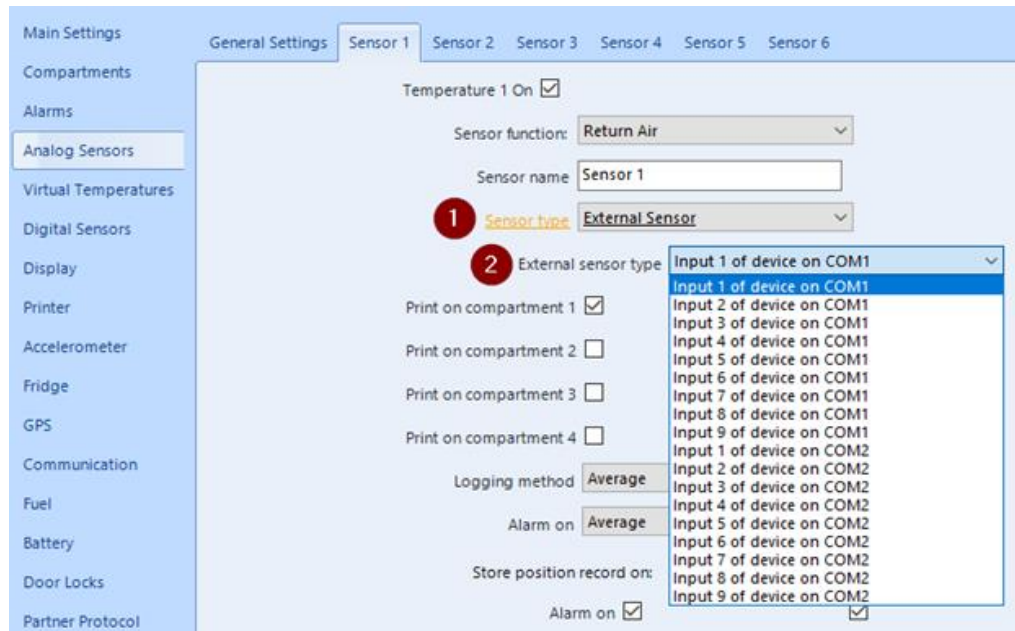 Main Settings
Compartments
Alarms
Analog Sensors
Virtual Temperatures
Digital Sensors
Display
Printer
Accelerometer
Fridge
GPS
Communication
Fuel
Battery
Door Locks
Partner Protocol
General Settings Sensor 1 Sensor 2 Sensor 3 Sensor 4 Sensor 5 Sensor 6
Temperature 1 On
Sensor function: Return Air
Sensor name Sensor 1
1 Sensor type External Sensor
2 External sensor type Input 1 of device on COM1
Input 1 of device on COM1
Input 2 of device on COM1
Input 3 of device on COM1
Input 4 of device on COM1
Input 5 of device on COM1
Input 6 of device on COM1
Input 7 of device on COM1
Input 8 of device on COM1
Input 9 of device on COM1
Input 1 of device on COM2
Input 2 of device on COM2
Input 3 of device on COM2
Input 4 of device on COM2
Input 5 of device on COM2
Input 6 of device on COM2
Input 7 of device on COM2
Input 8 of device on COM2
Input 9 of device on COM2
Print on compartment 1
Print on compartment 2
Print on compartment 3
Print on compartment 4
Logging method Average
Alarm on Average
Store position record on:
Alarm on